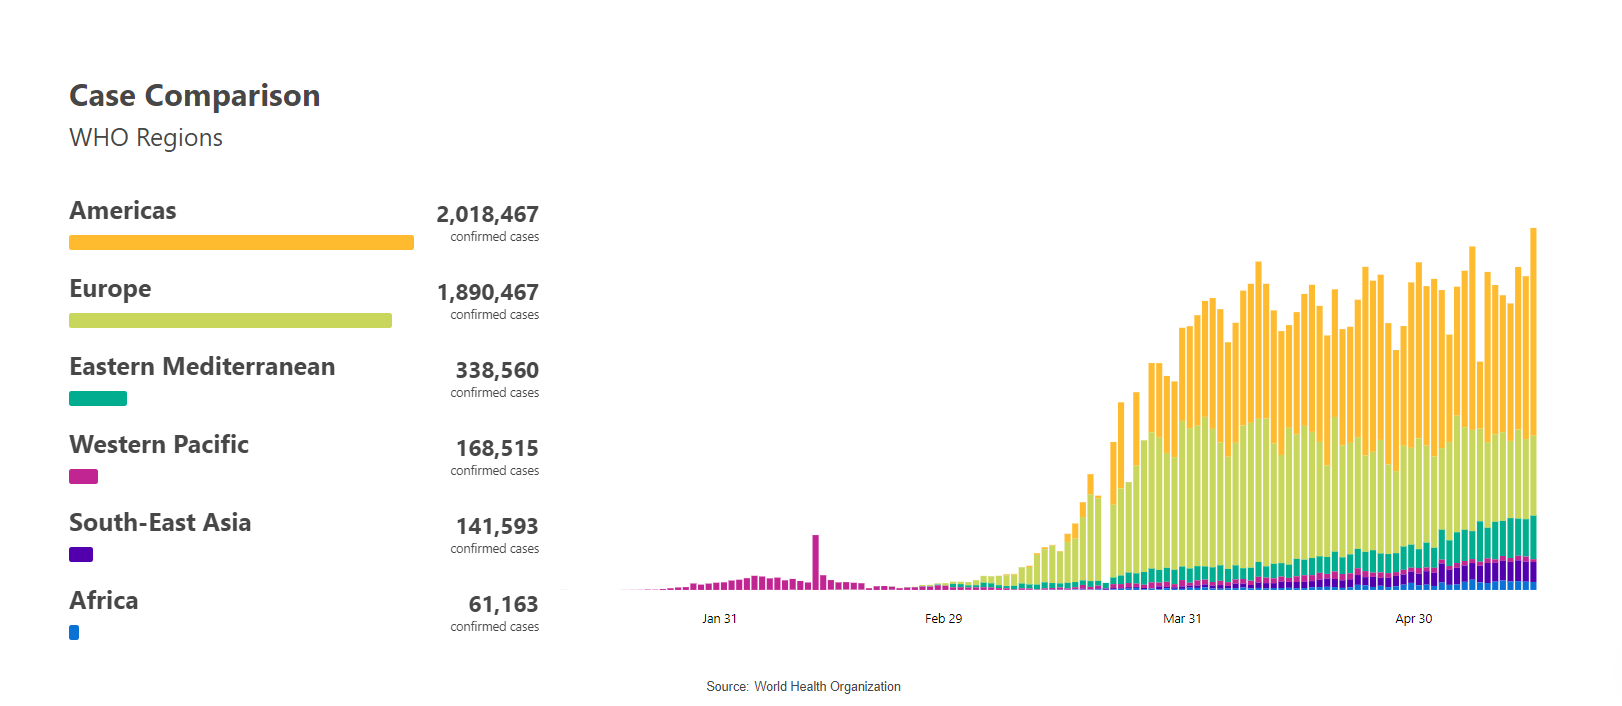 Case Comparison
WHO Regions
Americas
2,018,467
confirmed cases
Europe
1,890,467
confirmed cases
Eastern Mediterranean
338,560
confirmed cases
Western Pacific
168,515
confirmed cases
South-East Asia
141,593
confirmed cases
Africa
61,163
confirmed cases
Jan 31 Feb 29 Mar 31 Apr 30
Source: World Health Organization